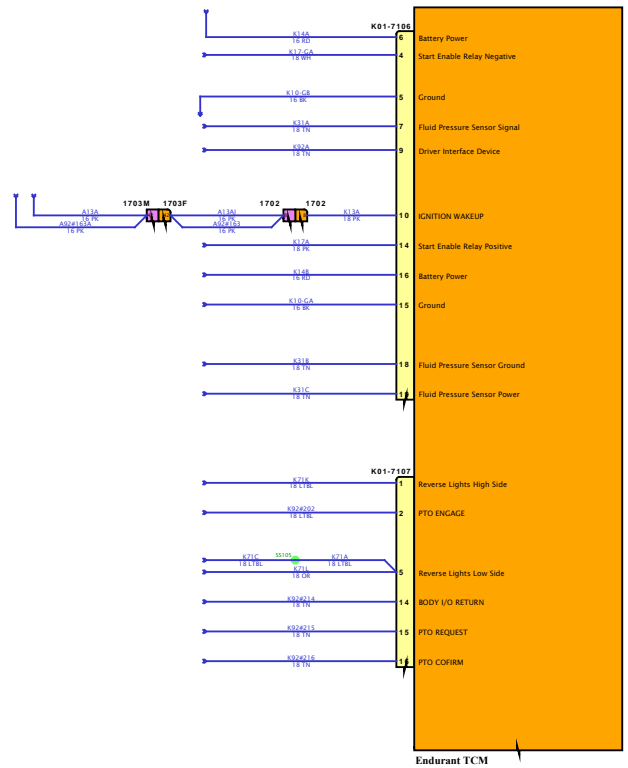 K01-7106
K14A
16 RD
6 Battery Power
K17-GA
18 WH
4 Start Enable Relay Negative
K10-GB
16 BK
5 Ground
K31A
18 TN
7 Fluid Pressure Sensor Signal
K92A
18 TN
9 Driver Interface Device
1703M 1703F 1702 1702
A13A A13AJ K13A
16 PK 16 PK 18 PK
10 IGNITION WAKEUP
A92#163A A92#163
16 PK 16 PK
K17A
18 PK
14 Start Enable Relay Positive
K14B
16 RD
16 Battery Power
K10-GA
16 BK
15 Ground
K31B
18 TN
18 Fluid Pressure Sensor Ground
K31C
18 TN
19 Fluid Pressure Sensor Power
K01-7107
K71K
18 LTBL
1 Reverse Lights High Side
K92#202
18 LTBL
2 PTO ENGAGE
K71C SS105 K71A
18 LTBL 18 LTBL
K71L
18 OR
5 Reverse Lights Low Side
K92#214
18 TN
14 BODY I/O RETURN
K92#215
18 TN
15 PTO REQUEST
K92#216
18 TN
16 PTO COFIRM
Endurant TCM